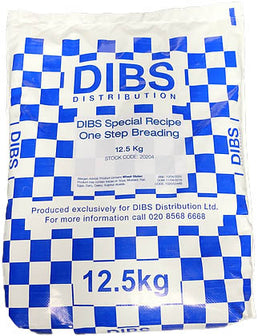 DIBS
DISTRIBUTION
DIBS Special Recipe
One Step Breading
12.5 Kg
STOCK CODE: 20204
Produced exclusively for DIBS Distribution Ltd.
For more information call 020 8568 6668
12.5kg
DIBS
DIBS